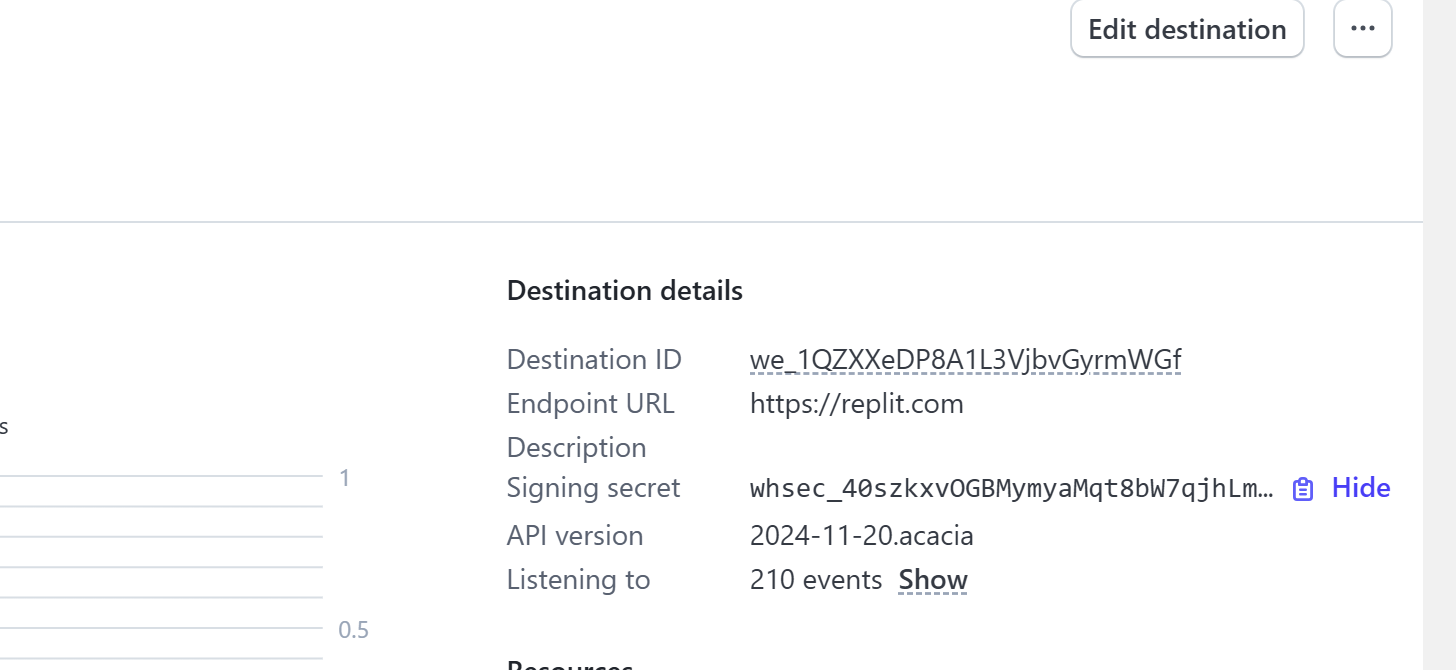 Edit destination ...
Destination details
Destination ID we_1QZXXeDP8A1L3VjbvGyrmWGf
Endpoint URL https://replit.com
s
Description
1
Signing secret whsec_40szkxvOGBMymyaMqt8bW7qjhLm… Hide
API version 2024-11-20.acacia
Listening to 210 events Show
0.5
Resources